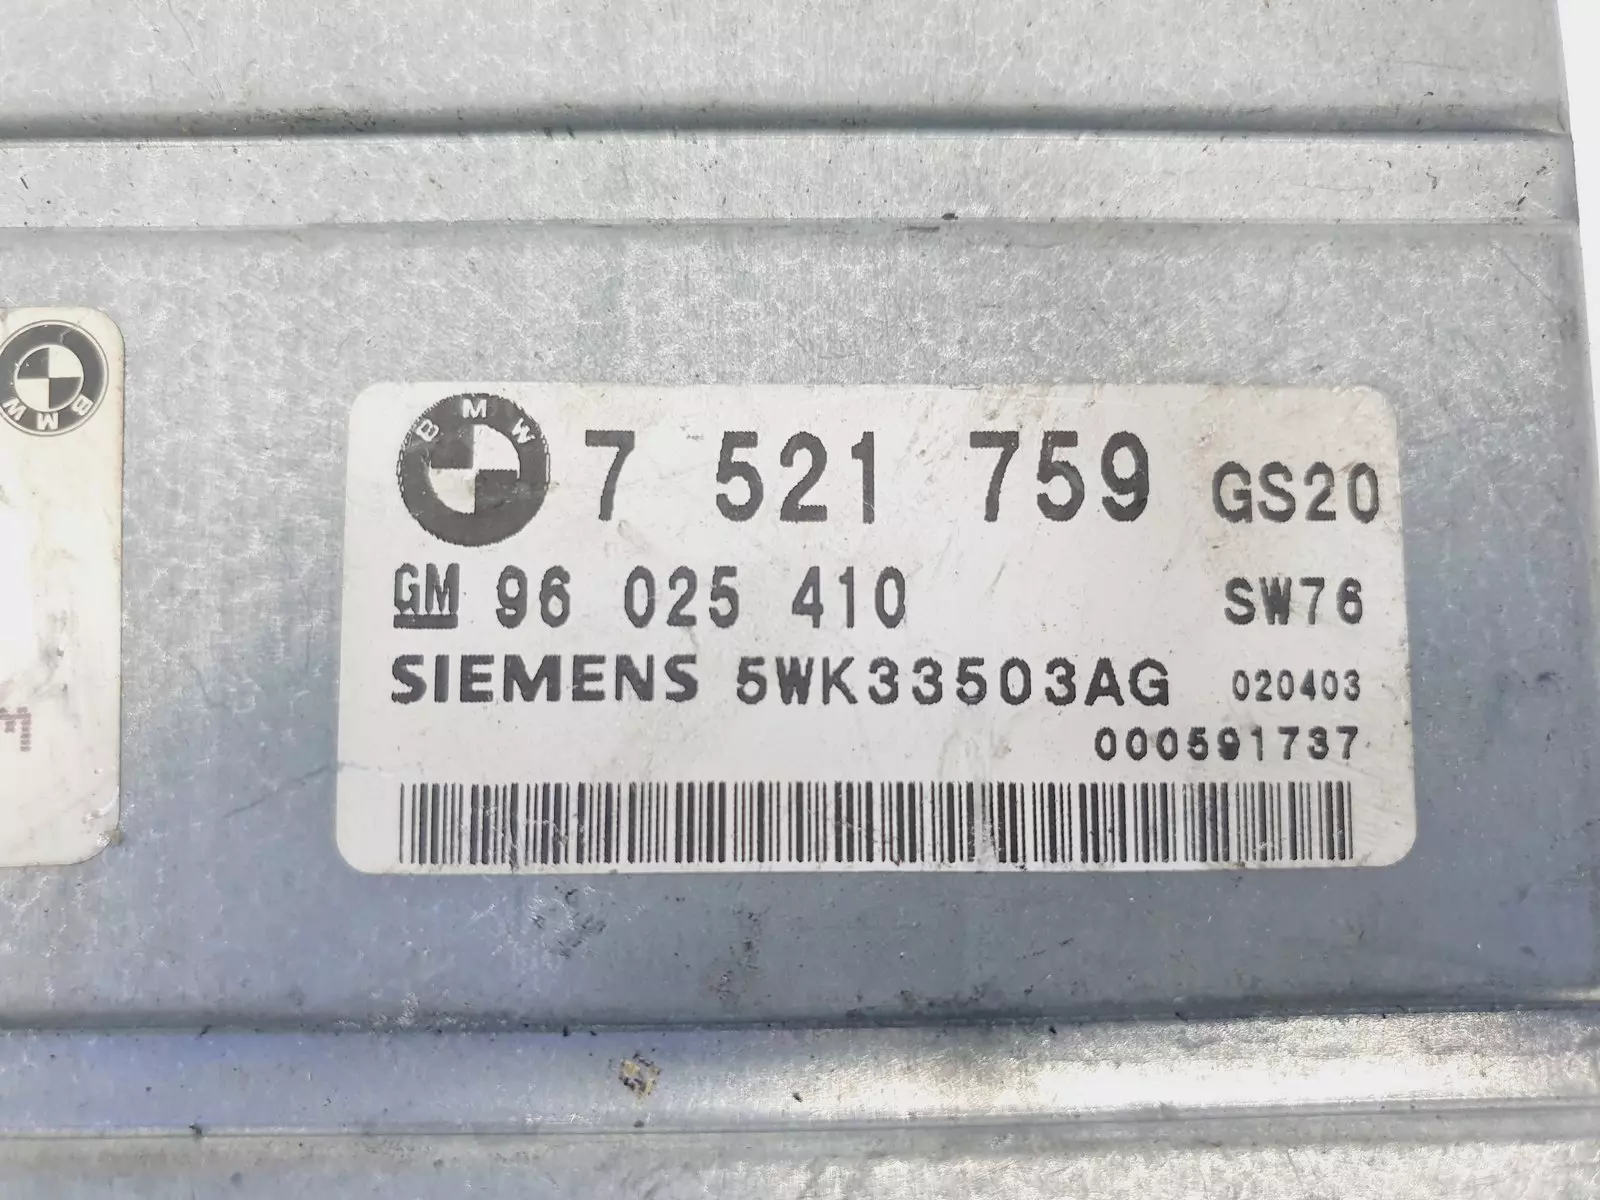 BMW
BMW 7 521 759 GS20
GM 96 025 410 SW76
SIEMENS 5WK33503AG 020403
000591737